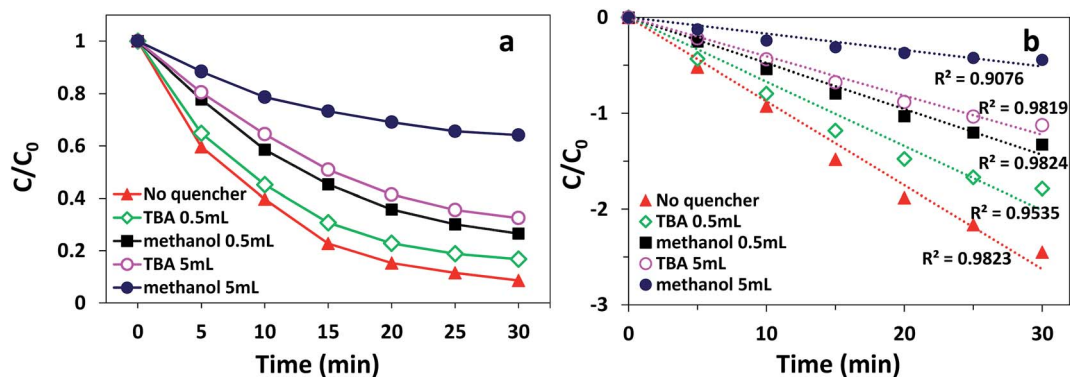 a
C/C0
1
0.8
0.6
0.4
0.2
0
No quencher
TBA 0.5mL
methanol 0.5mL
TBA 5mL
methanol 5mL
0 5 10 15 20 25 30
Time (min)
b
C/C0
0
-1
-2
-3
R² = 0.9076
R² = 0.9819
R² = 0.9824
R² = 0.9535
R² = 0.9823
No quencher
TBA 0.5mL
methanol 0.5mL
TBA 5mL
methanol 5mL
0 10 20 30
Time (min)